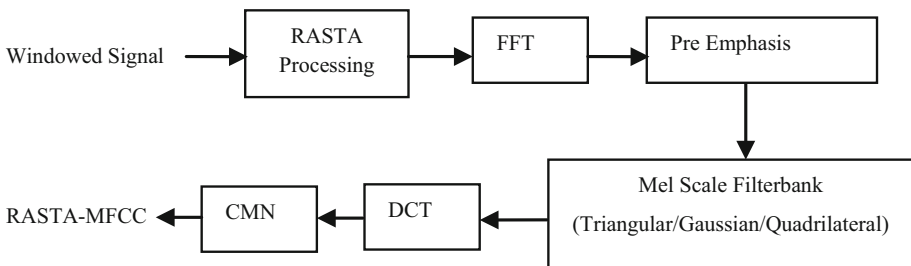 Windowed Signal
RASTA
Processing
FFT
Pre Emphasis
Mel Scale Filterbank
(Triangular/Gaussian/Quadrilateral)
DCT
CMN
RASTA-MFCC